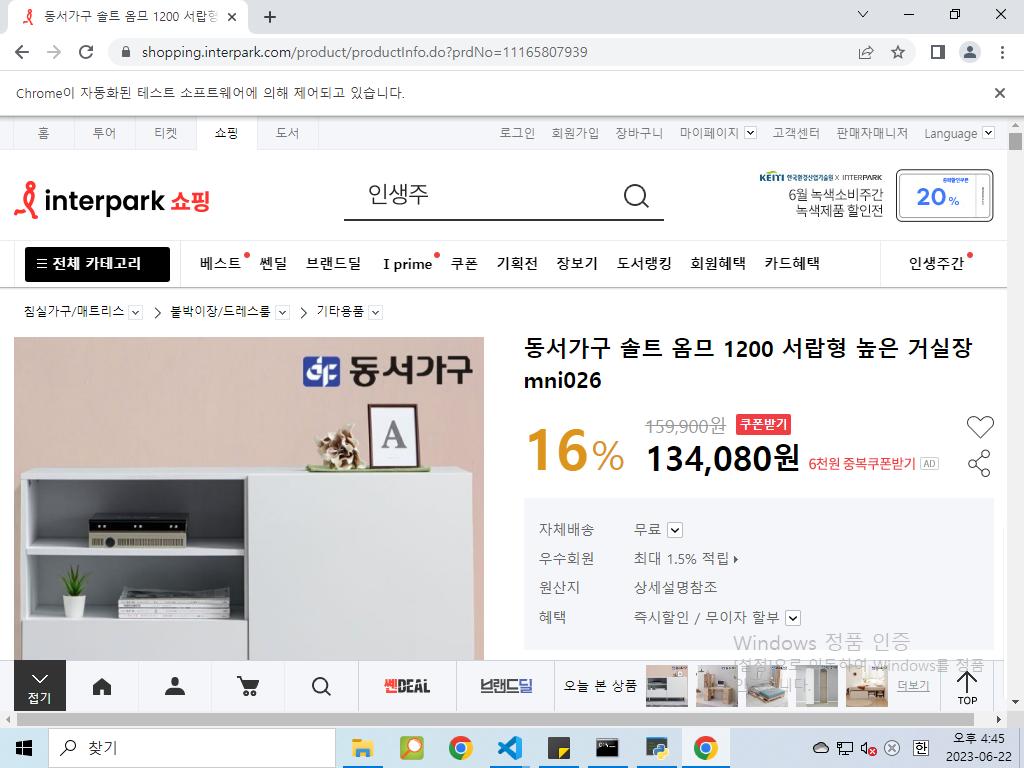 동서가구 솔트 옴므 1200 서랍형
shopping.interpark.com/product/productInfo.do?prdNo=11165807939
Chrome이 자동화된 테스트 소프트웨어에 의해 제어되고 있습니다.
홈 투어 티켓 쇼핑 도서 로그인 회원가입 장바구니 마이페이지 고객센터 판매자매니저 Language
interpark 쇼핑 인생주
KEITI 한국환경산업기술원 X INTERPARK
6월 녹색소비주간
녹색제품 할인전
20%
전체 카테고리 베스트 쎈딜 브랜드딜 I prime 쿠폰 기획전 장보기 도서랭킹 회원혜택 카드혜택 인생주간
침실가구/매트리스 붙박이장/드레스룸 기타용품
동서가구
A
동서가구 솔트 옴므 1200 서랍형 높은 거실장
mni026
16% 159,900원 쿠폰받기
134,080원 6천원 중복쿠폰받기 AD
자체배송 무료
우수회원 최대 1.5% 적립
원산지 상세설명참조
혜택 즉시할인 / 무이자 할부
Windows 정품 인증
[설정]으로 이동하여 Windows를 정품
접기 쎈DEAL 브랜드딜 오늘 본 상품 더보기 TOP
찾기
한 오후 4:45
2023-06-22